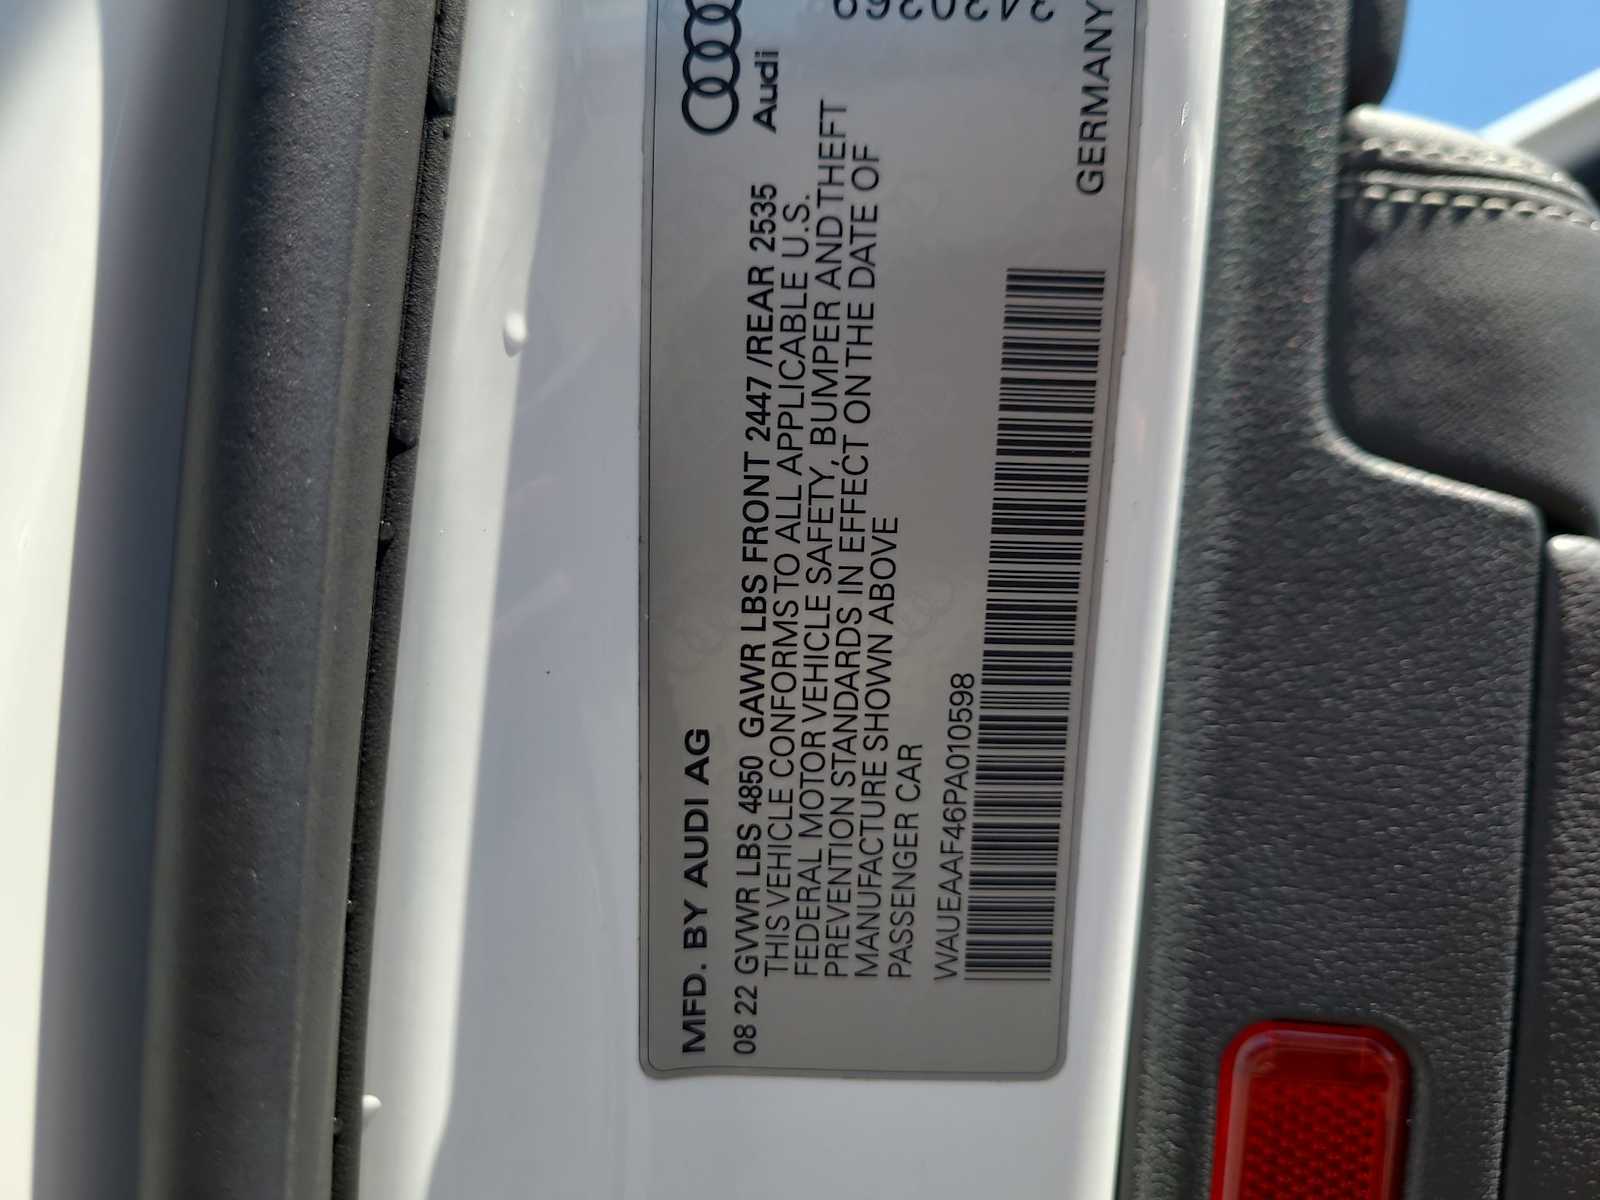 MFD. BY AUDI AG
Audi
08 22 GVWR LBS 4850 GAWR LBS FRONT 2447 /REAR 2535
THIS VEHICLE CONFORMS TO ALL APPLICABLE U.S.
FEDERAL MOTOR VEHICLE SAFETY, BUMPER AND THEFT
PREVENTION STANDARDS IN EFFECT ON THE DATE OF
MANUFACTURE SHOWN ABOVE
PASSENGER CAR
WAUEAAF46PA010598
GERMANY
3430369